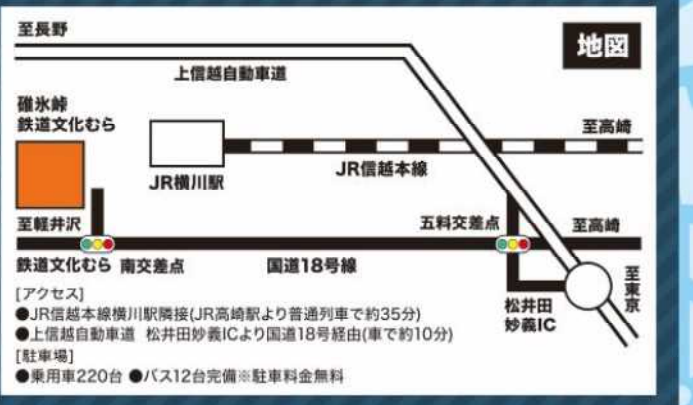 至長野
地図
上信越自動車道
碓氷峠
鉄道文化むら
至高崎
JR横川駅
JR信越本線
至軽井沢
五料交差点
至高崎
鉄道文化むら 南交差点
国道18号線
至東京
松井田
妙義IC
[アクセス]
●JR信越本線横川駅隣接(JR高崎駅より普通列車で約35分)
●上信越自動車道 松井田妙義ICより国道18号経由(車で約10分)
[駐車場]
●乗用車220台 ●バス12台完備※駐車料金無料